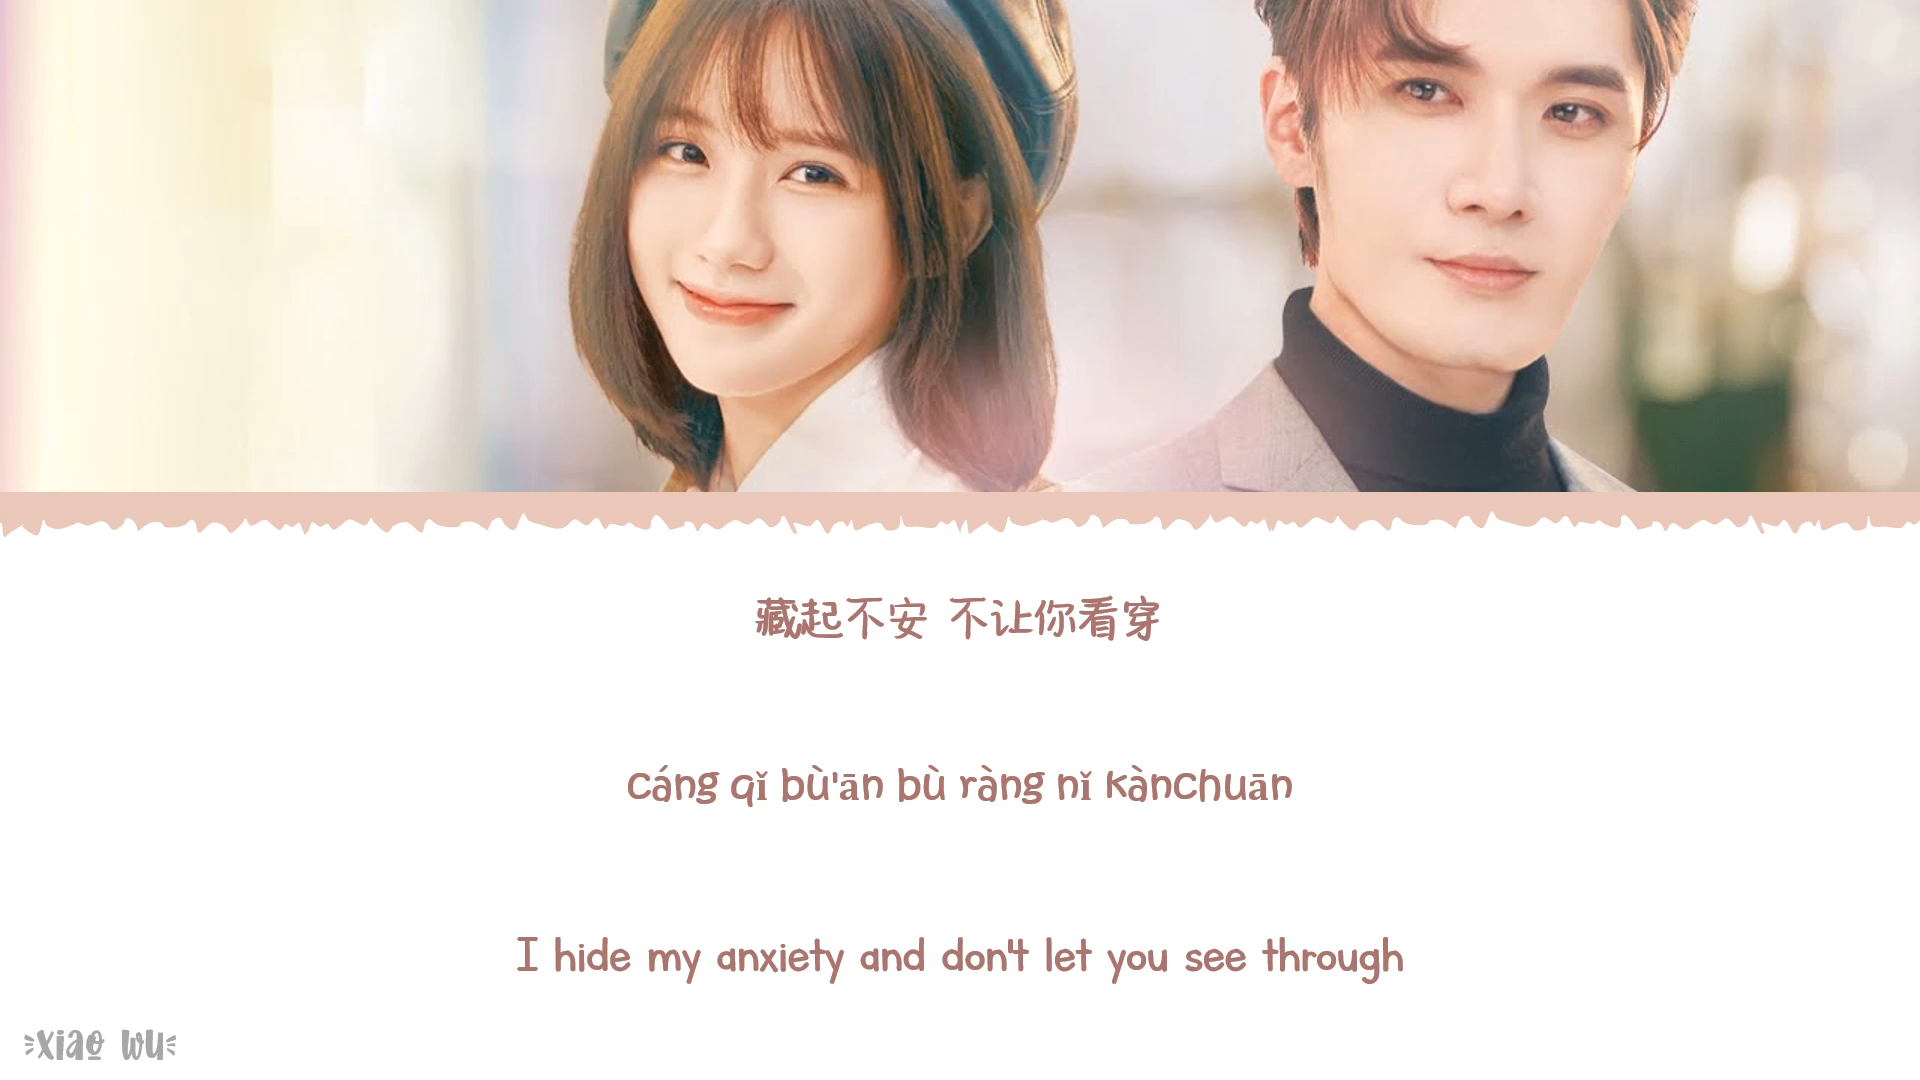 藏起不安 不让你看穿
cáng qǐ bù'ān bù ràng nǐ kànchuān
I hide my anxiety and don't let you see through
xiao wu